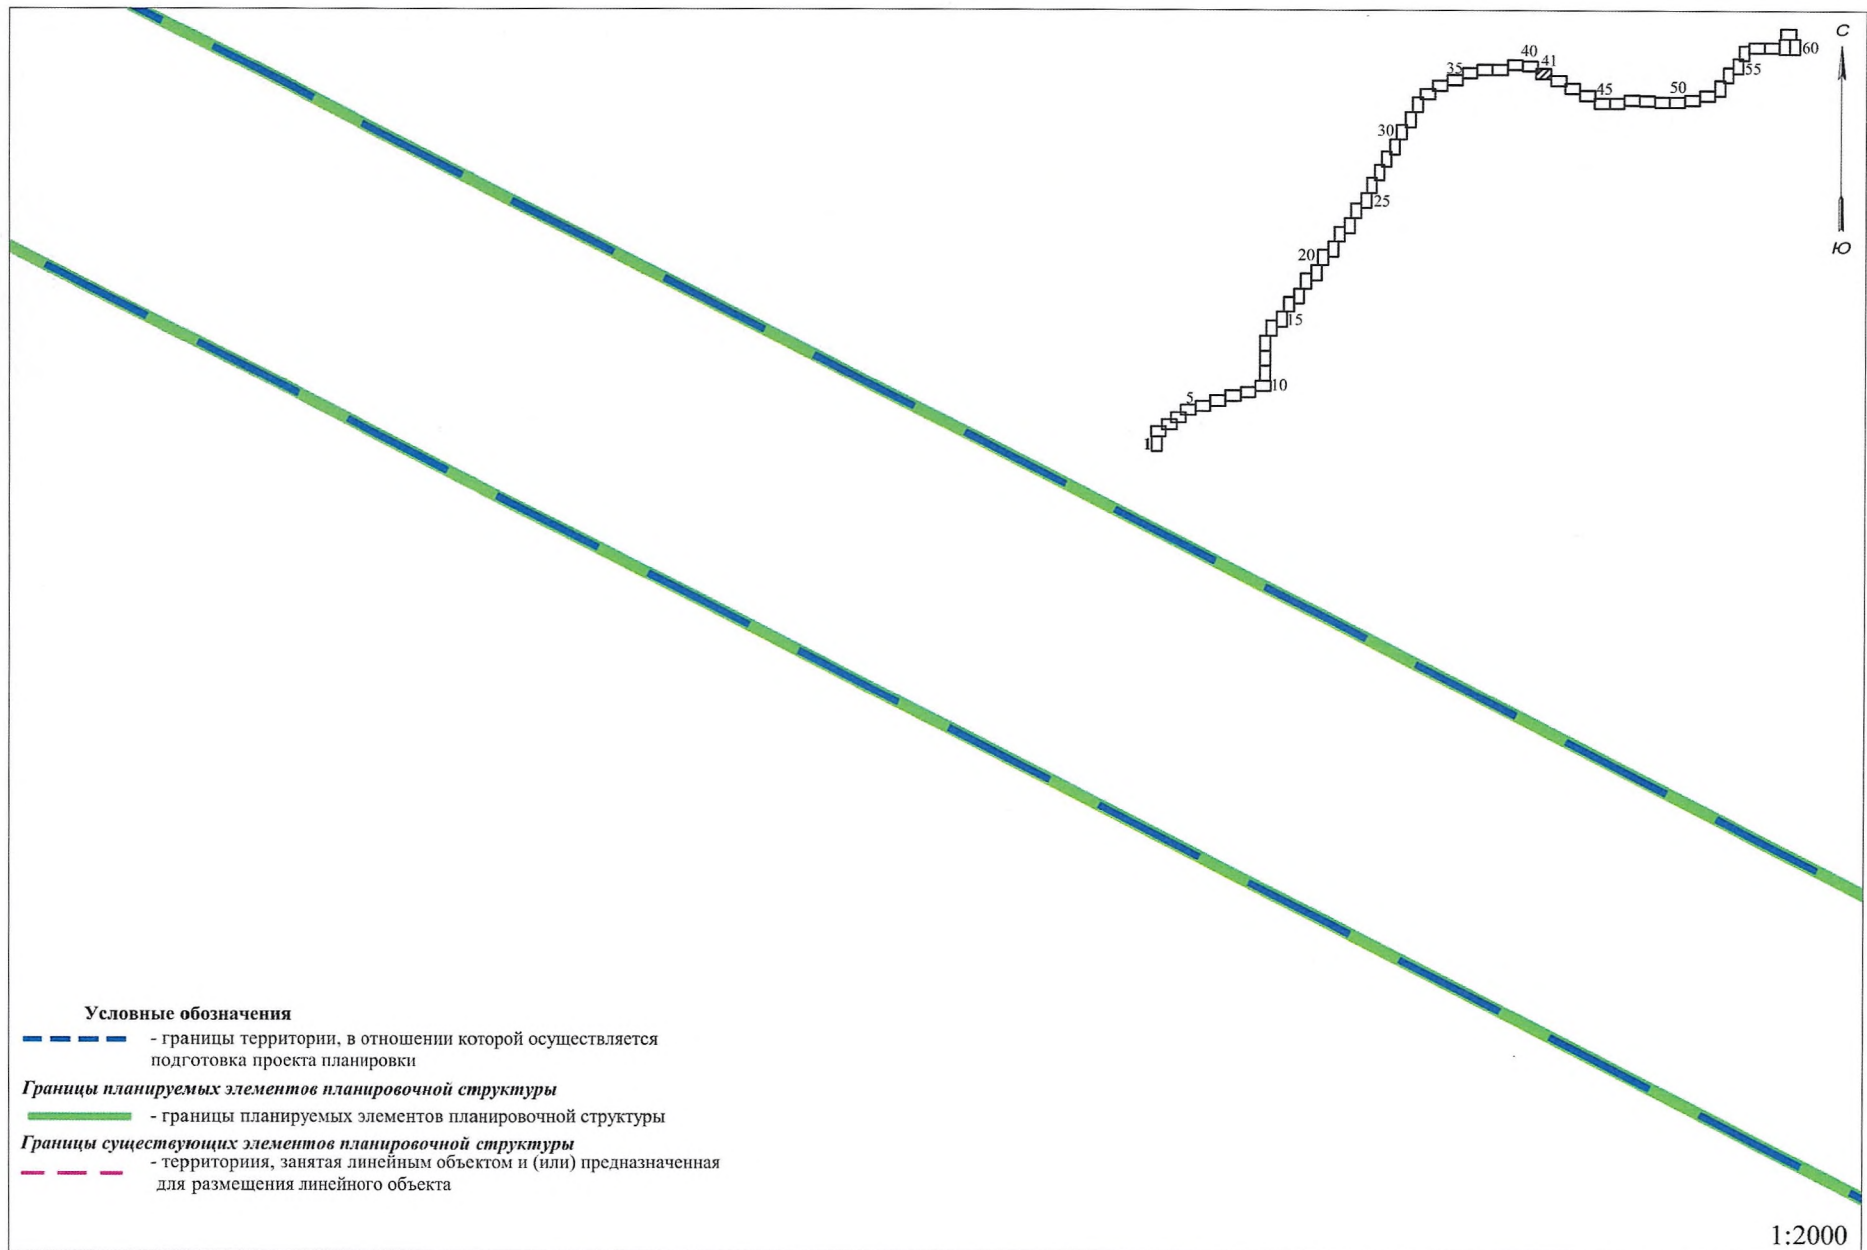 С
40
41
60
35
55
45
50
30
25
20
Ю
15
10
5
1
Условные обозначения
- границы территории, в отношении которой осуществляется
подготовка проекта планировки
Границы планируемых элементов планировочной структуры
- границы планируемых элементов планировочной структуры
Границы существующих элементов планировочной структуры
- территориия, занятая линейным объектом и (или) предназначенная
для размещения линейного объекта
1:2000